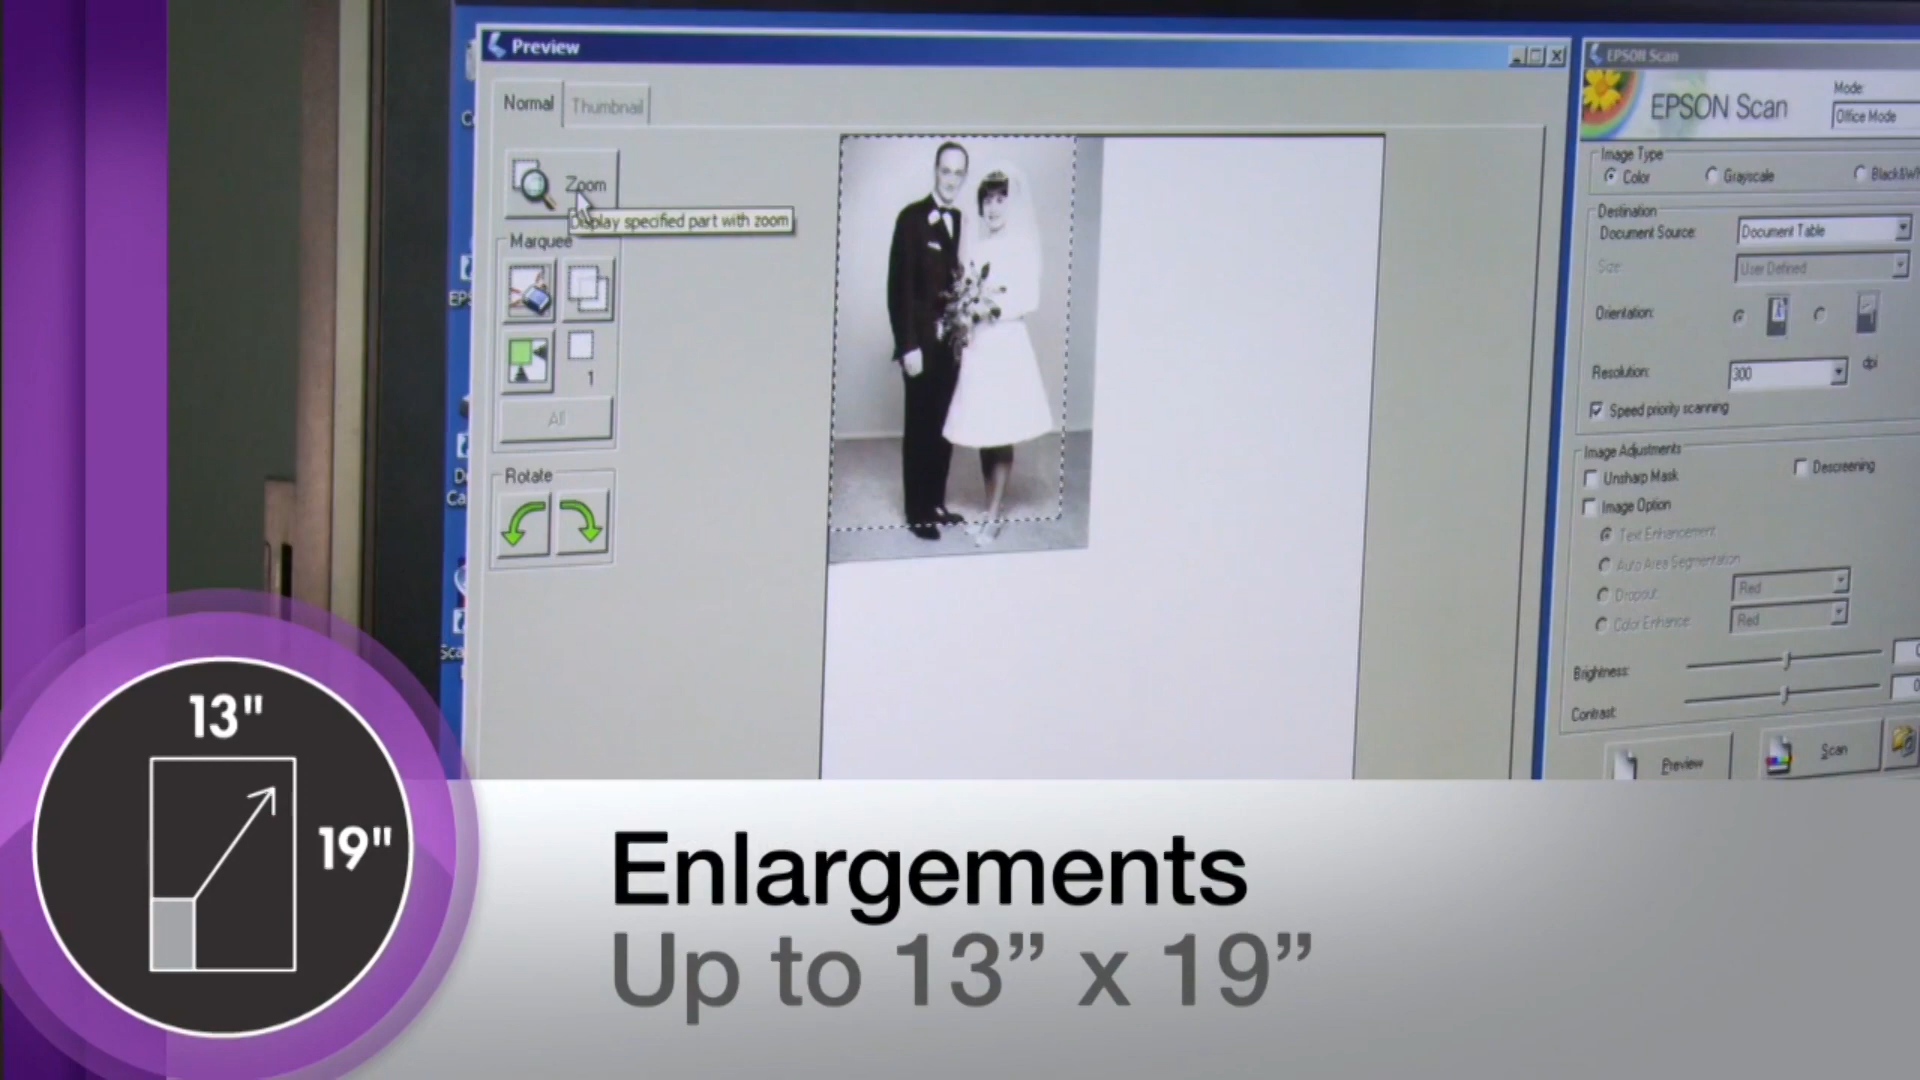 Preview
Normal
Thumbnail
Zoom
Display specified part with zoom
Marquee
1
All
Rotate
EPSON Scan
EPSON Scan
Mode:
Office Mode
Image Type
Color
Grayscale
Destination
Document Source:
Document Table
Size:
User Defined
Orientation:
Resolution:
300
dpi
Speed priority scanning
Image Adjustments
Unsharp Mask
Descreening
Image Option
Text Enhancement
Auto Area Segmentation
Dropout:
Red
Color Enhance:
Red
Brightness:
Contrast:
Preview
Scan
13"
19"
Enlargements
Up to 13” x 19”